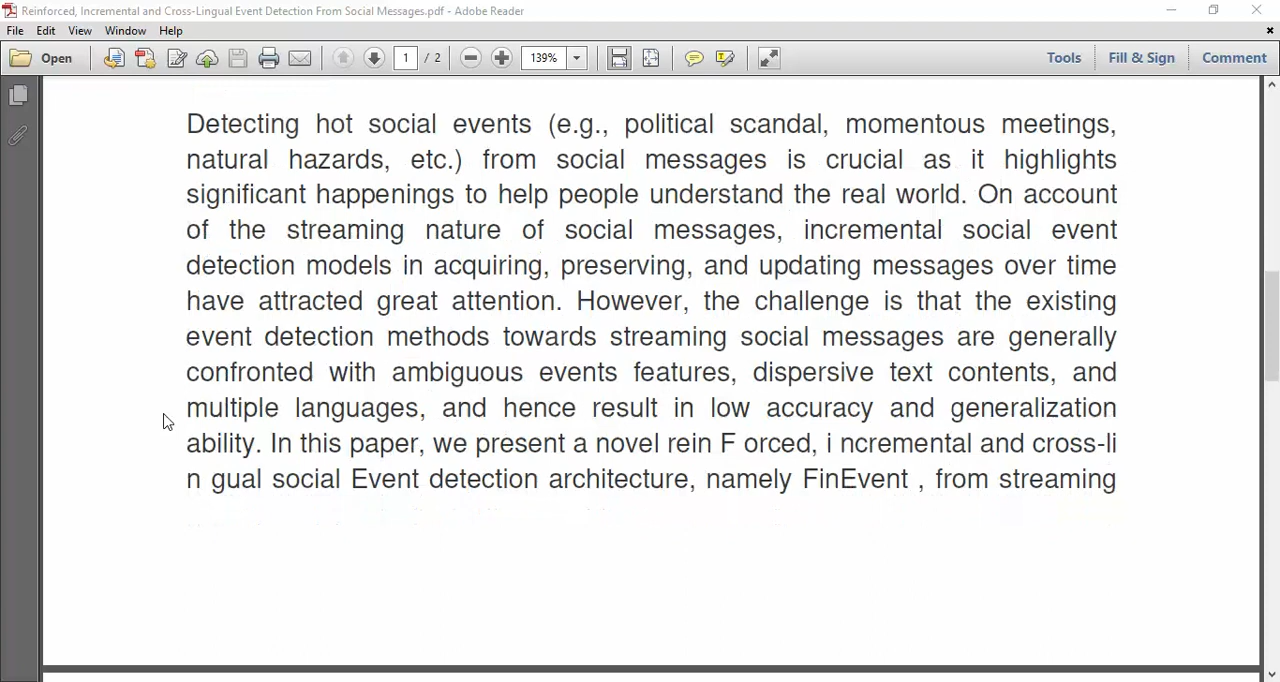 Reinforced, Incremental and Cross-Lingual Event Detection From Social Messages.pdf - Adobe Reader
File Edit View Window Help
Open 1 / 2 139% Tools Fill & Sign Comment
Detecting hot social events (e.g., political scandal, momentous meetings,
natural hazards, etc.) from social messages is crucial as it highlights
significant happenings to help people understand the real world. On account
of the streaming nature of social messages, incremental social event
detection models in acquiring, preserving, and updating messages over time
have attracted great attention. However, the challenge is that the existing
event detection methods towards streaming social messages are generally
confronted with ambiguous events features, dispersive text contents, and
multiple languages, and hence result in low accuracy and generalization
ability. In this paper, we present a novel rein F orced, i ncremental and cross-li
n gual social Event detection architecture, namely FinEvent , from streaming